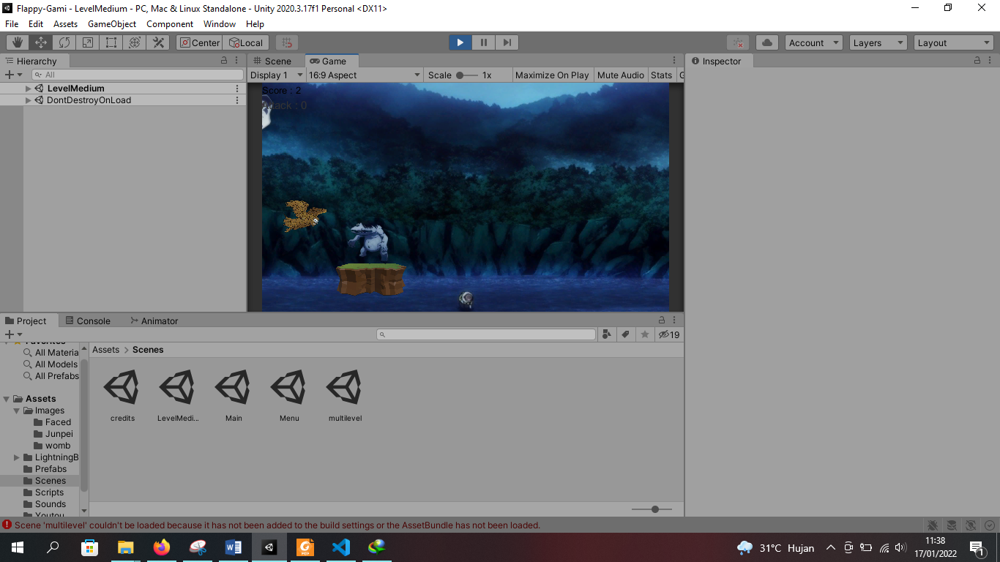 Flappy-Gami - LevelMedium - PC, Mac & Linux Standalone - Unity 2020.3.17f1 Personal <DX11>
File Edit Assets GameObject Component Window Help
Center Local Account Layers Layout
Hierarchy
All
LevelMedium
DontDestroyOnLoad
Scene Game
Display 1 16:9 Aspect Scale 1x Maximize On Play Mute Audio Stats G
Score : 2
Attack : 0
Inspector
Project Console Animator
19
Favorites
All Materia
All Models
All Prefabs
Assets
Images
Faced
Junpei
womb
LightningB
Prefabs
Scenes
Scripts
Sounds
Youtou
Assets > Scenes
credits LevelMedi... Main Menu multilevel
Scene 'multilevel' couldn't be loaded because it has not been added to the build settings or the AssetBundle has not been loaded.
31°C Hujan
11:38
17/01/2022
1